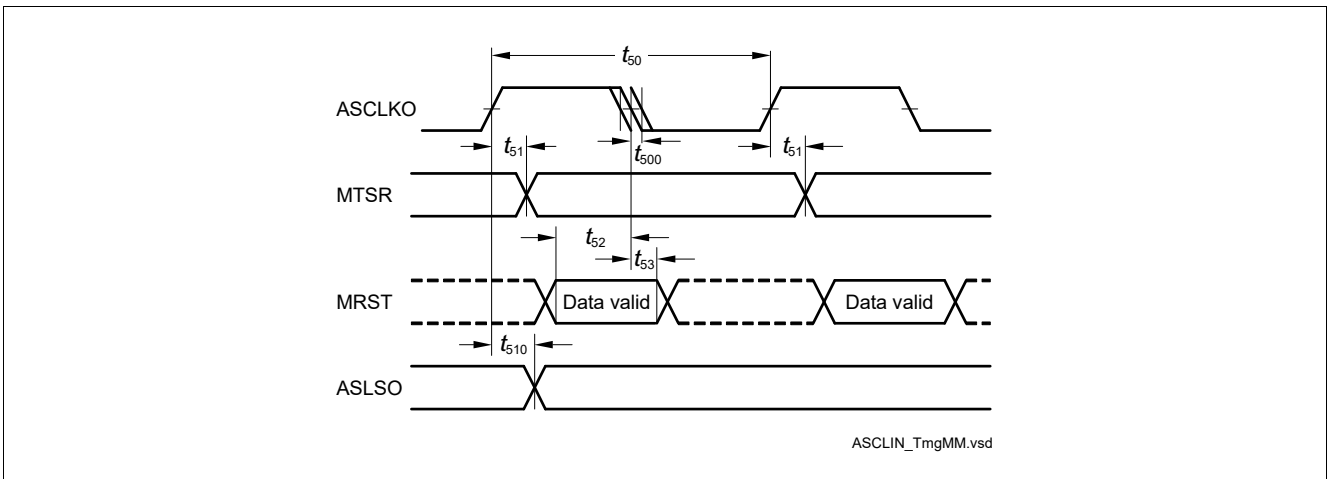 t50
ASCLKO
t51
t500
t51
MTSR
t52
t53
MRST
Data valid
Data valid
t510
ASLSO
ASCLIN_TmgMM.vsd